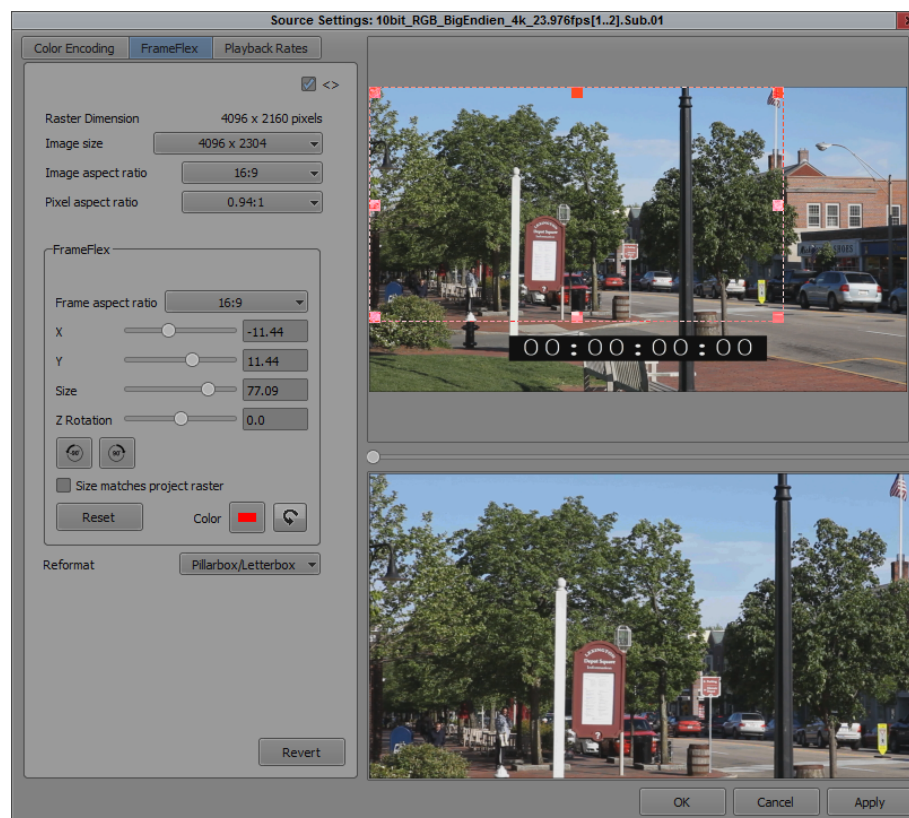 Source Settings: 10bit_RGB_BigEndien_4k_23.976fps[1..2].Sub.01
Color Encoding FrameFlex Playback Rates
<>
Raster Dimension 4096 x 2160 pixels
Image size 4096 x 2304
Image aspect ratio 16:9
Pixel aspect ratio 0.94:1
FrameFlex
Frame aspect ratio 16:9
X -11.44
Y 11.44
Size 77.09
Z Rotation 0.0
Size matches project raster
Reset Color
Reformat Pillarbox/Letterbox
Revert
00:00:00:00
LEXINGTON
Depot Square
?
OK Cancel Apply